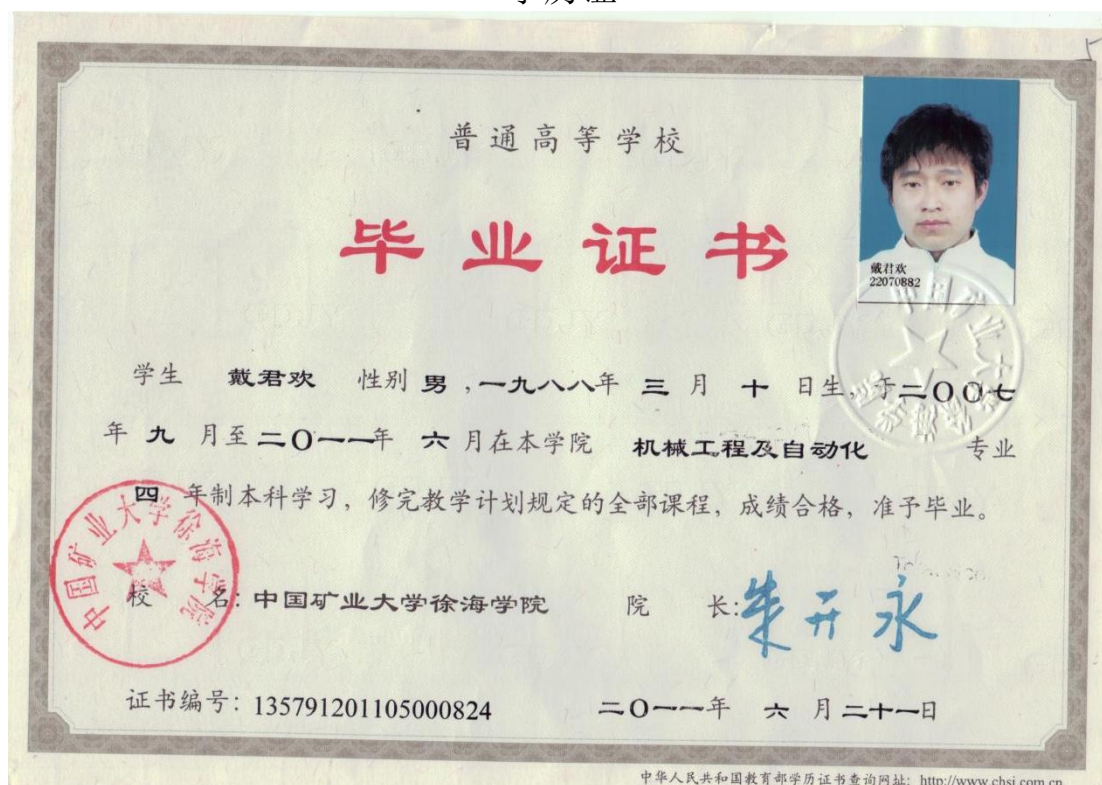 学历证
普通高等学校
毕业证书
戴君欢
22070882
学生 戴君欢 性别 男 ,一九八八年 三 月 十 日生,于二〇〇七
年 九 月至二〇一一年 六 月在本学院 机械工程及自动化 专业
四 年制本科学习，修完教学计划规定的全部课程，成绩合格，准予毕业。
中国矿业大学徐海学院
校 名: 中国矿业大学徐海学院 院 长: 朱开永
证书编号: 135791201105000824 二〇一一年 六 月二十一日
中华人民共和国教育部学历证书查询网址: http://www.chsi.com.cn